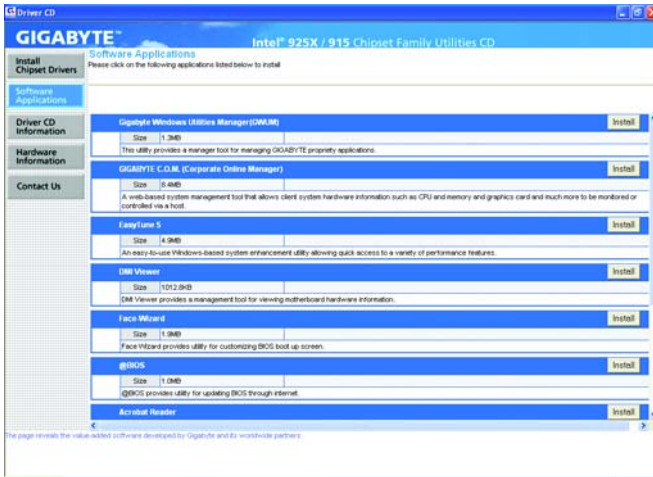 Driver CD
GIGABYTE™
Intel® 925X / 915 Chipset Family Utilities CD
Install
Chipset Drivers
Software
Applications
Driver CD
Information
Hardware
Information
Contact Us
Software Applications
Please click on the following applications listed below to install
Gigabyte Windows Utilities Manager(GWUM) Install
Size 1.3MB
This utility provides a manager tool for managing GIGABYTE propriety applications.
GIGABYTE C.O.M. (Corporate Online Manager) Install
Size 8.4MB
A web-based system management tool that allows client system hardware information such as CPU and memory and graphics card and much more to be monitored or
controlled via a host.
EasyTune 5 Install
Size 4.9MB
An easy-to-use Windows-based system enhancement utility allowing quick access to a variety of performance features.
DMI Viewer Install
Size 1012.8KB
DMI Viewer provides a management tool for viewing motherboard hardware information.
Face-Wizard Install
Size 1.9MB
Face Wizard provides utility for customizing BIOS boot up screen.
@BIOS Install
Size 1.0MB
@BIOS provides utility for updating BIOS through internet.
Acrobat Reader Install
The page reveals the value-added software developed by Gigabyte and its worldwide partners